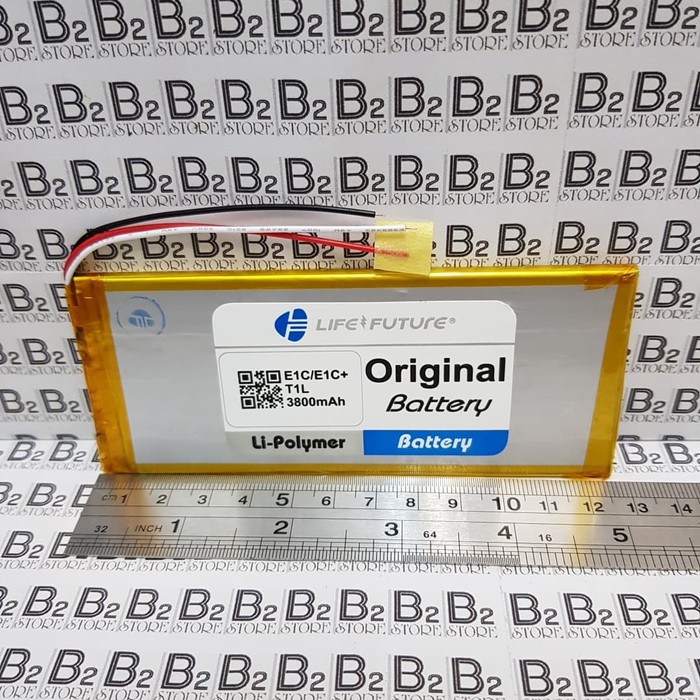 B2 STORE
LIFE FUTURE®
E1C/E1C+
T1L
3800mAh
Original
Battery
Li-Polymer
Battery
cm 1 2 3 4 5 6 7 8 9 10 11 12 13 14
32 INCH 1 2 3 64 4 16 5